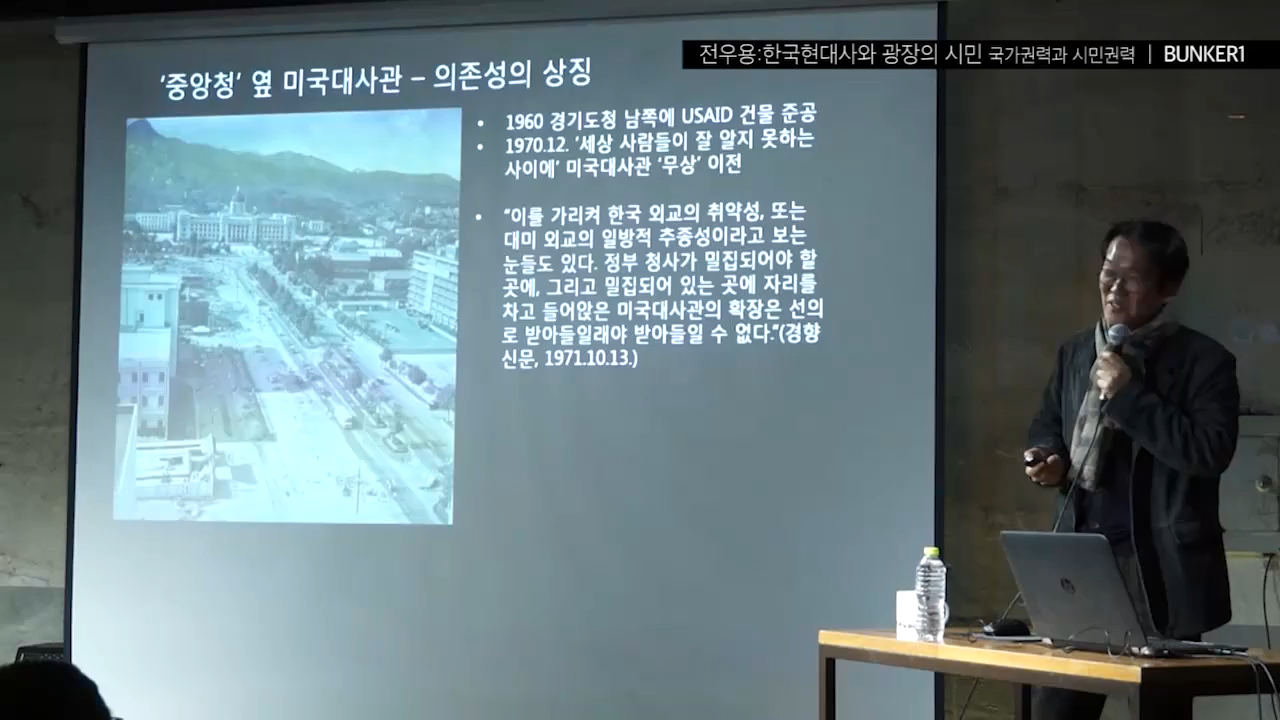 전우용:한국현대사와 광장의 시민 국가권력과 시민권력 | BUNKER1
'중앙청' 옆 미국대사관 – 의존성의 상징
• 1960 경기도청 남쪽에 USAID 건물 준공
• 1970.12. '세상 사람들이 잘 알지 못하는
사이에' 미국대사관 '무상' 이전
• "이를 가리켜 한국 외교의 취약성, 또는
대미 외교의 일방적 추종성이라고 보는
눈들도 있다. 정부 청사가 밀집되어야 할
곳에, 그리고 밀집되어 있는 곳에 자리를
차고 들어앉은 미국대사관의 확장은 선의
로 받아들일래야 받아들일 수 없다."(경향
신문, 1971.10.13.)
hp